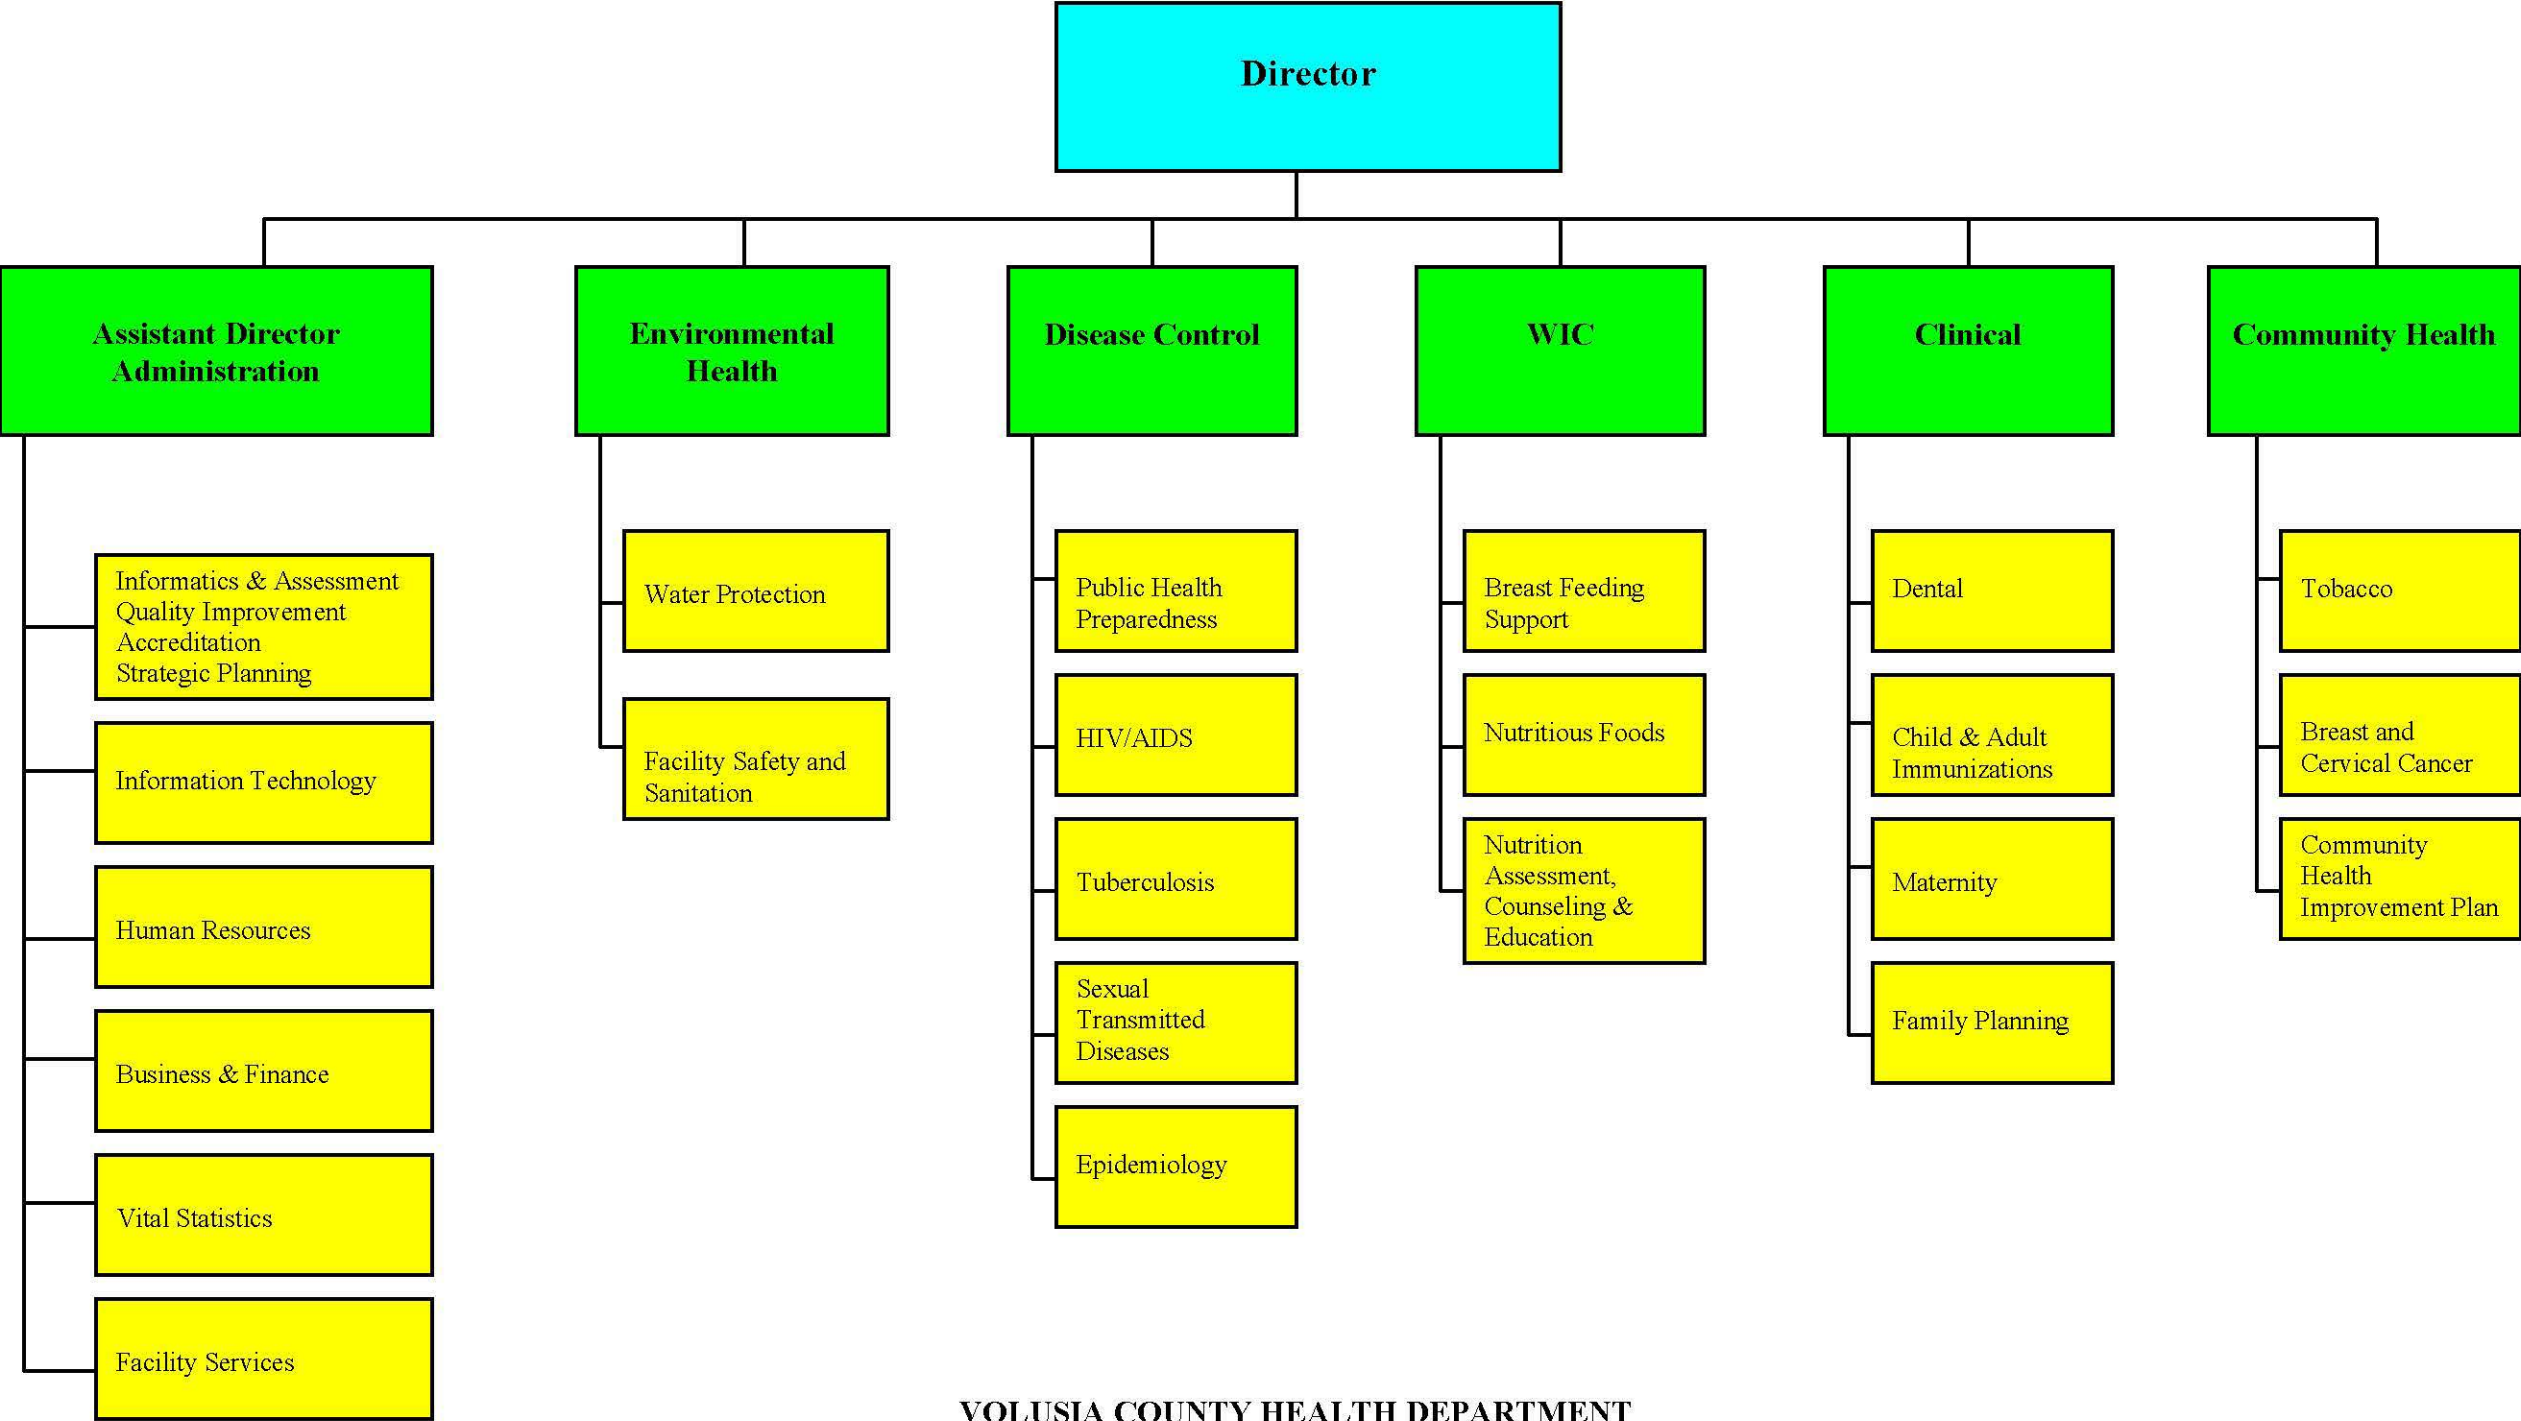 Director
Assistant Director
Administration
Environmental
Health
Disease Control
WIC
Clinical
Community Health
Informatics & Assessment
Quality Improvement
Accreditation
Strategic Planning
Information Technology
Human Resources
Business & Finance
Vital Statistics
Facility Services
Water Protection
Facility Safety and
Sanitation
Public Health
Preparedness
HIV/AIDS
Tuberculosis
Sexual
Transmitted
Diseases
Epidemiology
Breast Feeding
Support
Nutritious Foods
Nutrition
Assessment,
Counseling &
Education
Dental
Child & Adult
Immunizations
Maternity
Family Planning
Tobacco
Breast and
Cervical Cancer
Community
Health
Improvement Plan
VOLUSIA COUNTY HEALTH DEPARTMENT